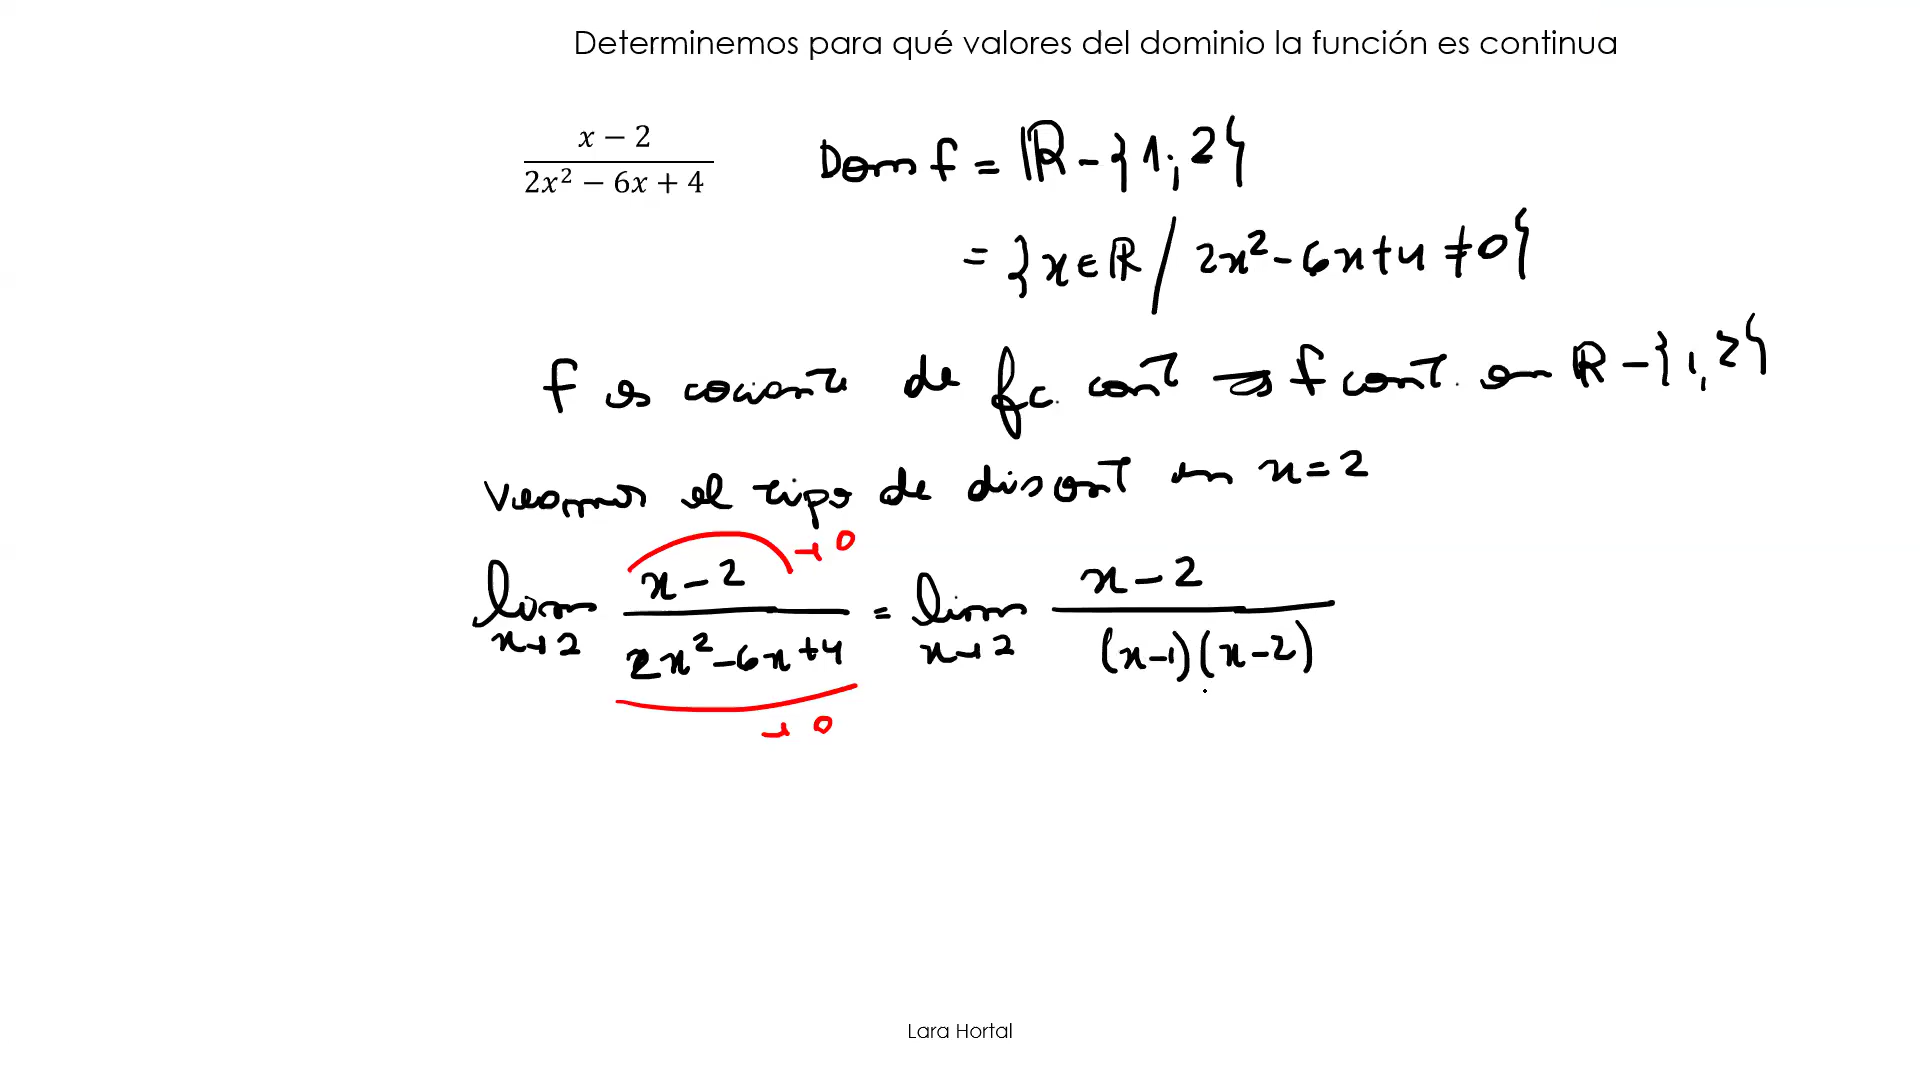 Determinemos para qué valores del dominio la función es continua
x − 2
2x² − 6x + 4
Dom f = ℝ - {1; 2}
= {x ∈ ℝ / 2x² - 6x + 4 ≠ 0}
f es cociente de fc. cont → f cont. en ℝ - {1, 2}
Veamos el tipo de discont en x = 2
lim x→2 (x - 2)/(2x² - 6x + 4) = lim x→2 (x - 2)/((x-1)(x-2))
→ 0
→ 0
Lara Hortal